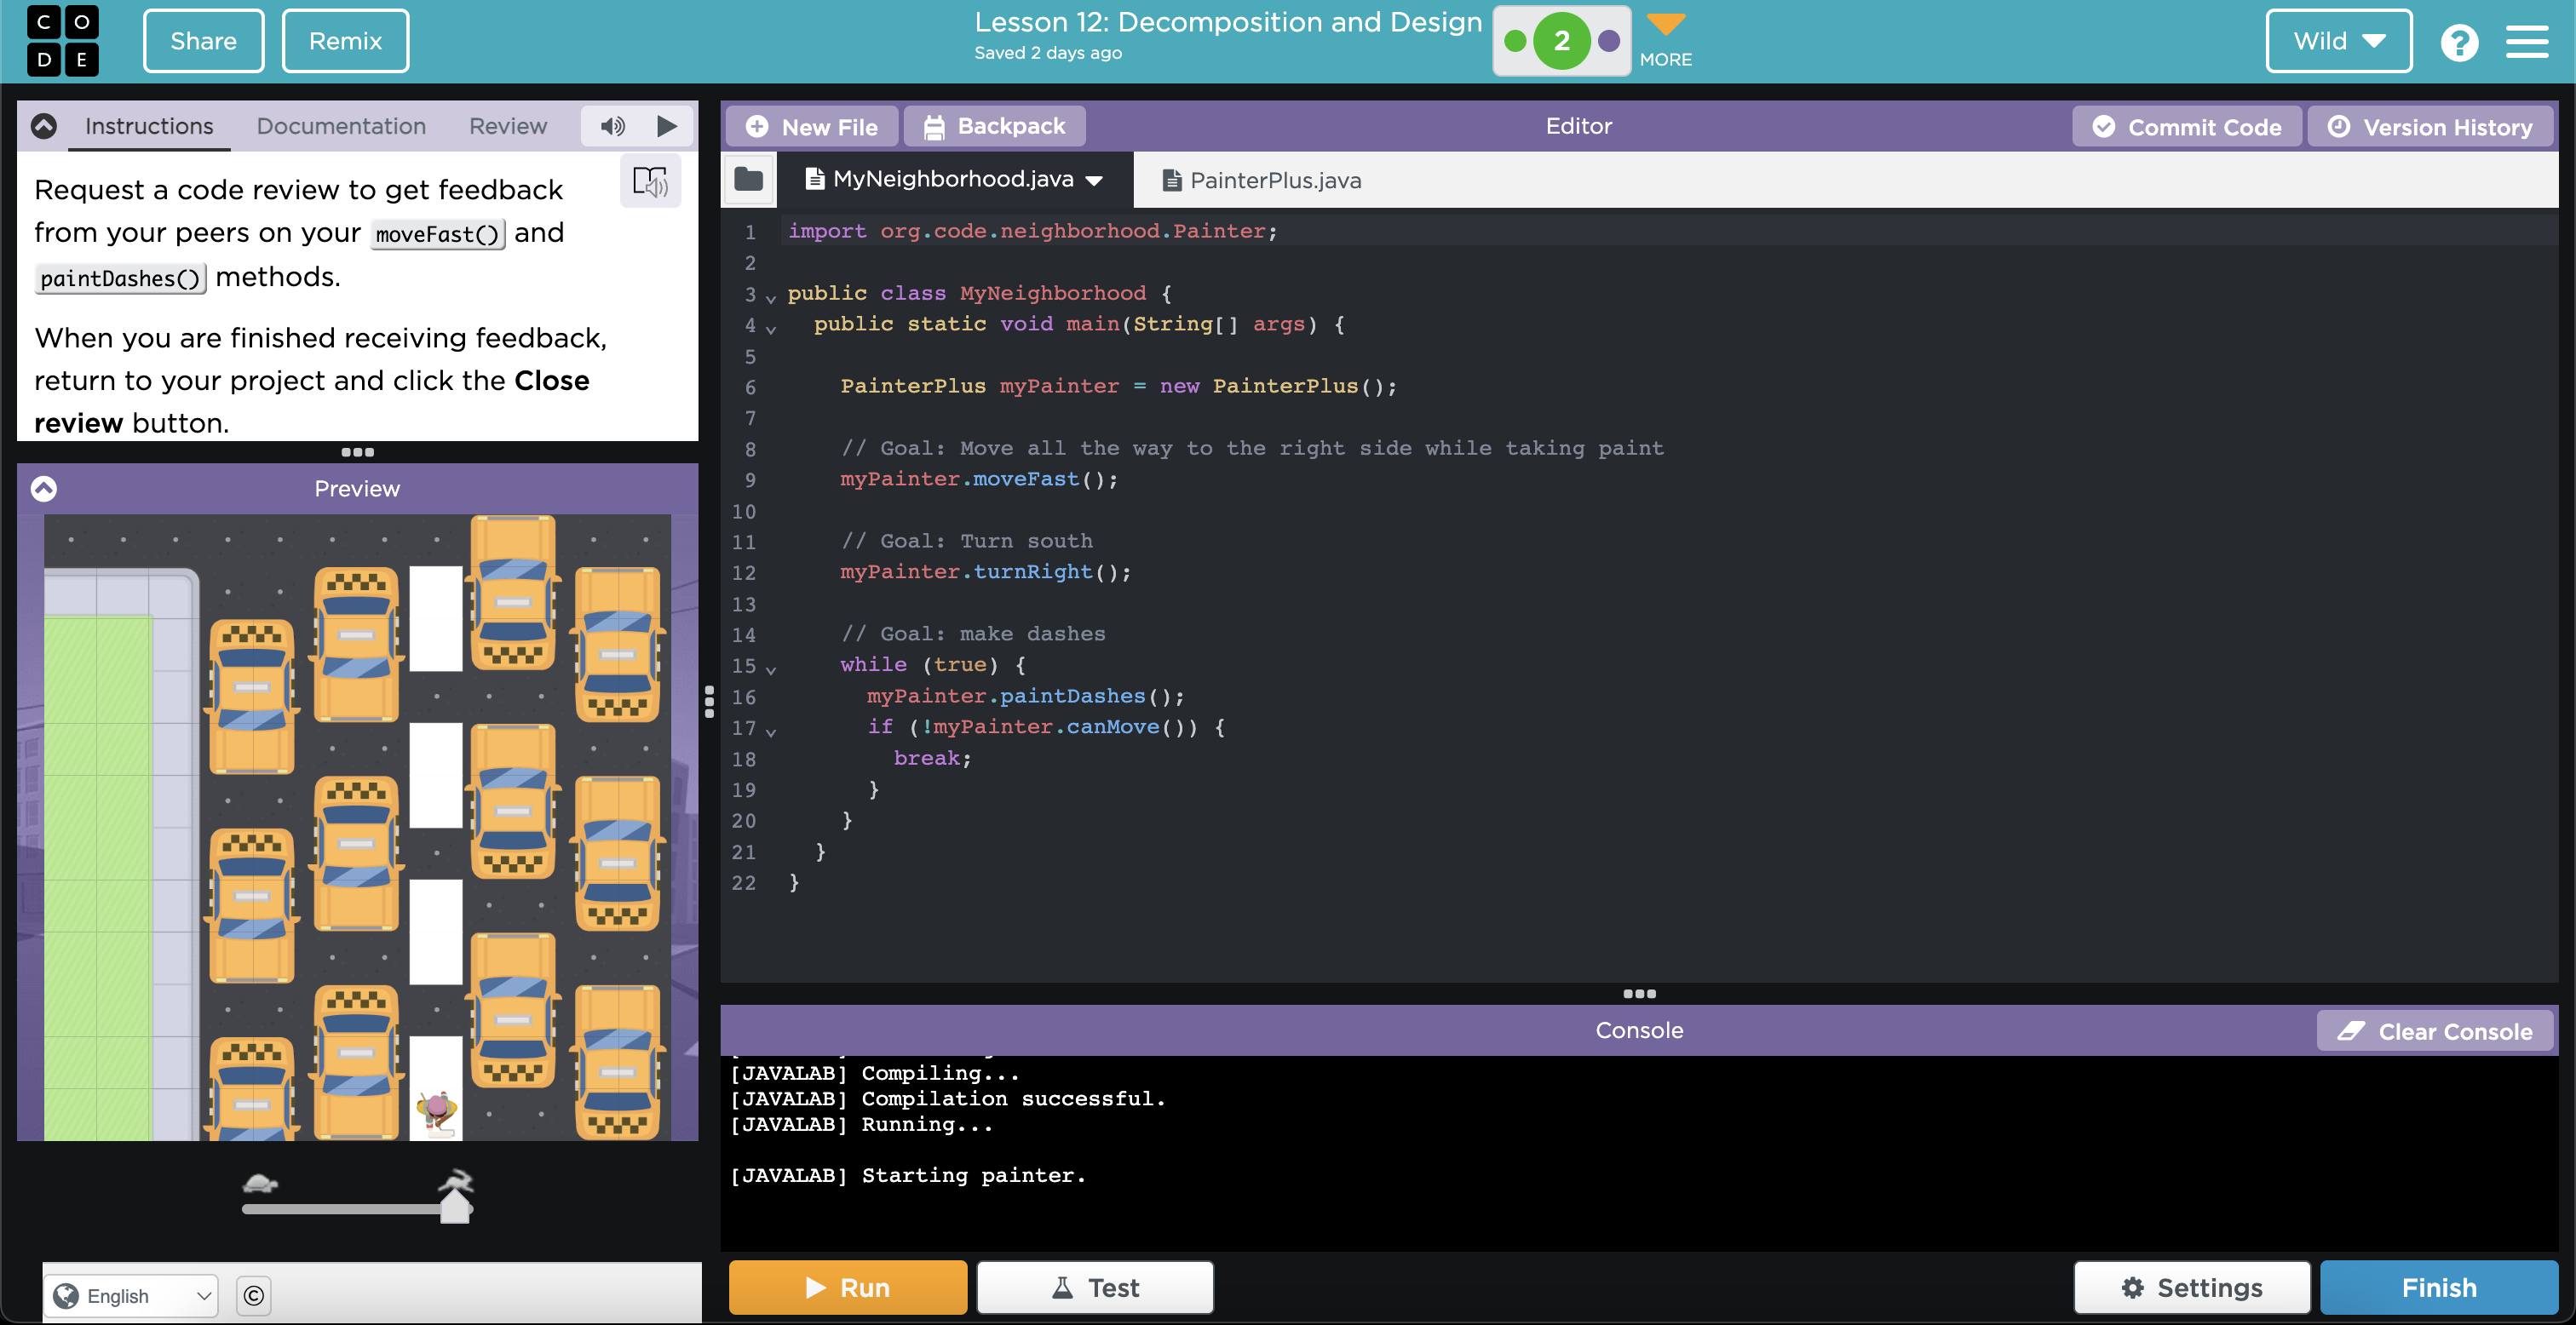 CODE
Share
Remix
Lesson 12: Decomposition and Design
Saved 2 days ago
2
MORE
Wild
?
Instructions
Documentation
Review
Request a code review to get feedback
from your peers on your moveFast() and
paintDashes() methods.
When you are finished receiving feedback,
return to your project and click the Close
review button.
Preview
English
©
New File
Backpack
Editor
Commit Code
Version History
MyNeighborhood.java
PainterPlus.java
1 import org.code.neighborhood.Painter;
2
3 public class MyNeighborhood {
4 public static void main(String[] args) {
5
6 PainterPlus myPainter = new PainterPlus();
7
8 // Goal: Move all the way to the right side while taking paint
9 myPainter.moveFast();
10
11 // Goal: Turn south
12 myPainter.turnRight();
13
14 // Goal: make dashes
15 while (true) {
16 myPainter.paintDashes();
17 if (!myPainter.canMove()) {
18 break;
19 }
20 }
21 }
22 }
Console
Clear Console
[JAVALAB] Compiling...
[JAVALAB] Compilation successful.
[JAVALAB] Running...
[JAVALAB] Starting painter.
Run
Test
Settings
Finish